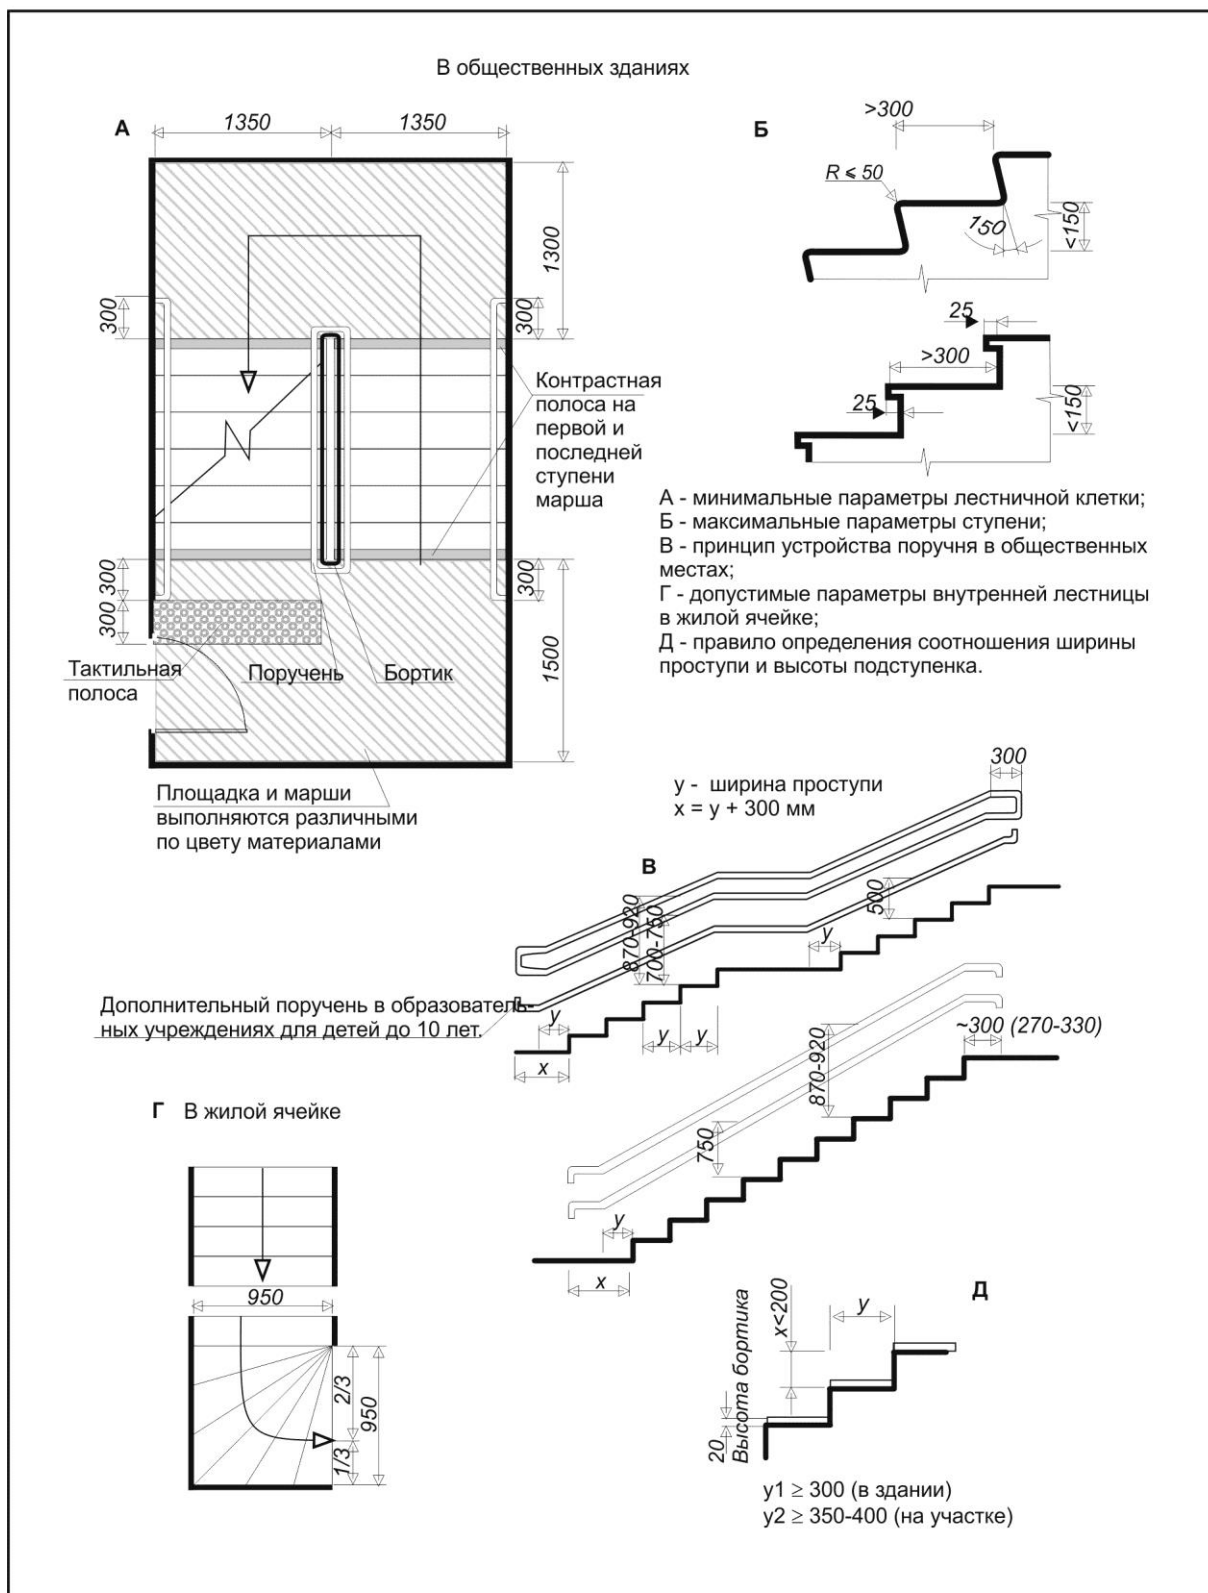 В общественных зданиях
А
1350
1350
1300
300
300
Контрастная
полоса на
первой и
последней
ступени
марша
300
300
300
1500
Тактильная
полоса
Поручень
Бортик
Площадка и марши
выполняются различными
по цвету материалами
Б
>300
R ⩽ 50
150
<150
25
>300
25
<150
А - минимальные параметры лестничной клетки;
Б - максимальные параметры ступени;
В - принцип устройства поручня в общественных
местах;
Г - допустимые параметры внутренней лестницы
в жилой ячейке;
Д - правило определения соотношения ширины
проступи и высоты подступенка.
у - ширина проступи
х = у + 300 мм
300
В
870-920
700-750
500
у
Дополнительный поручень в образователь-
ных учреждениях для детей до 10 лет.
у
у
у
х
~300 (270-330)
870-920
750
у
х
Г В жилой ячейке
950
2/3
950
1/3
Д
Высота бортика
х<200
у
20
у1 ≥ 300 (в здании)
у2 ≥ 350-400 (на участке)